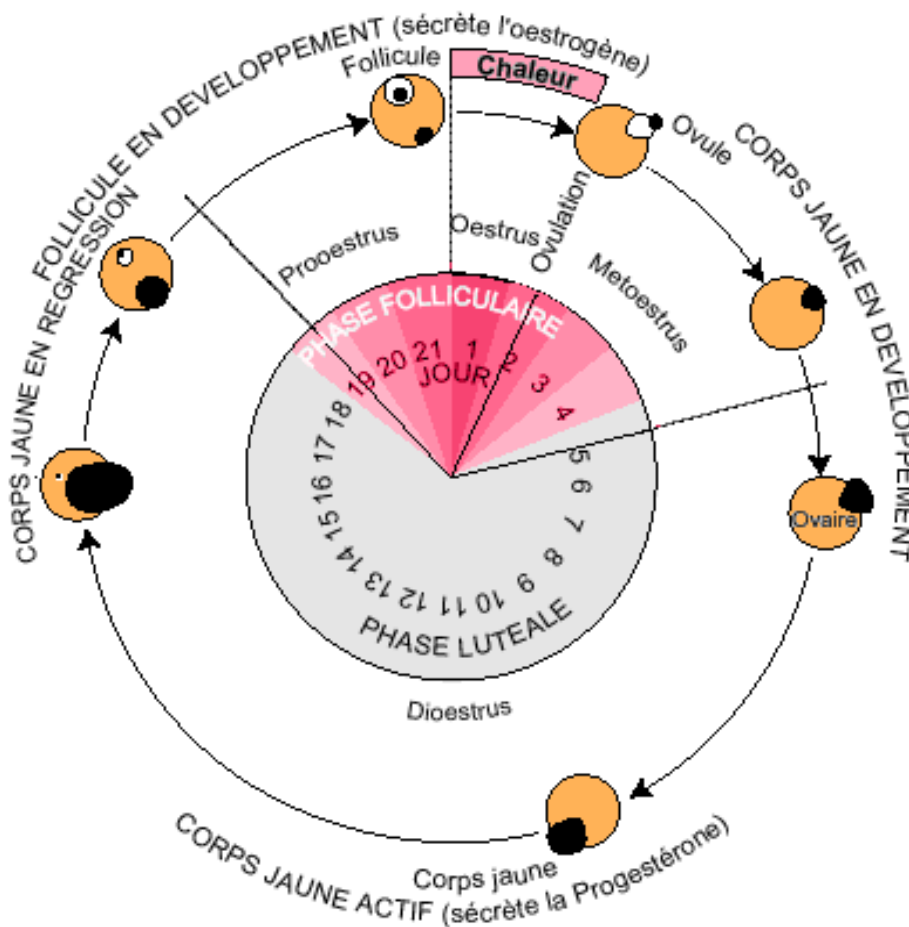 FOLLICULE EN DEVELOPPEMENT (sécrète l'oestrogène)
CORPS JAUNE EN REGRESSION
Follicule
Chaleur
Ovule
CORPS JAUNE EN DEVELOPPEMENT
Prooestrus
Oestrus
Ovulation
Metoestrus
PHASE FOLLICULAIRE
19 20 21 1 2 3 4
JOUR
5 6 7 8 9 10 11 12 13 14 15 16 17 18
PHASE LUTEALE
Ovaire
Dioestrus
Corps jaune
CORPS JAUNE ACTIF (sécrète la Progestérone)